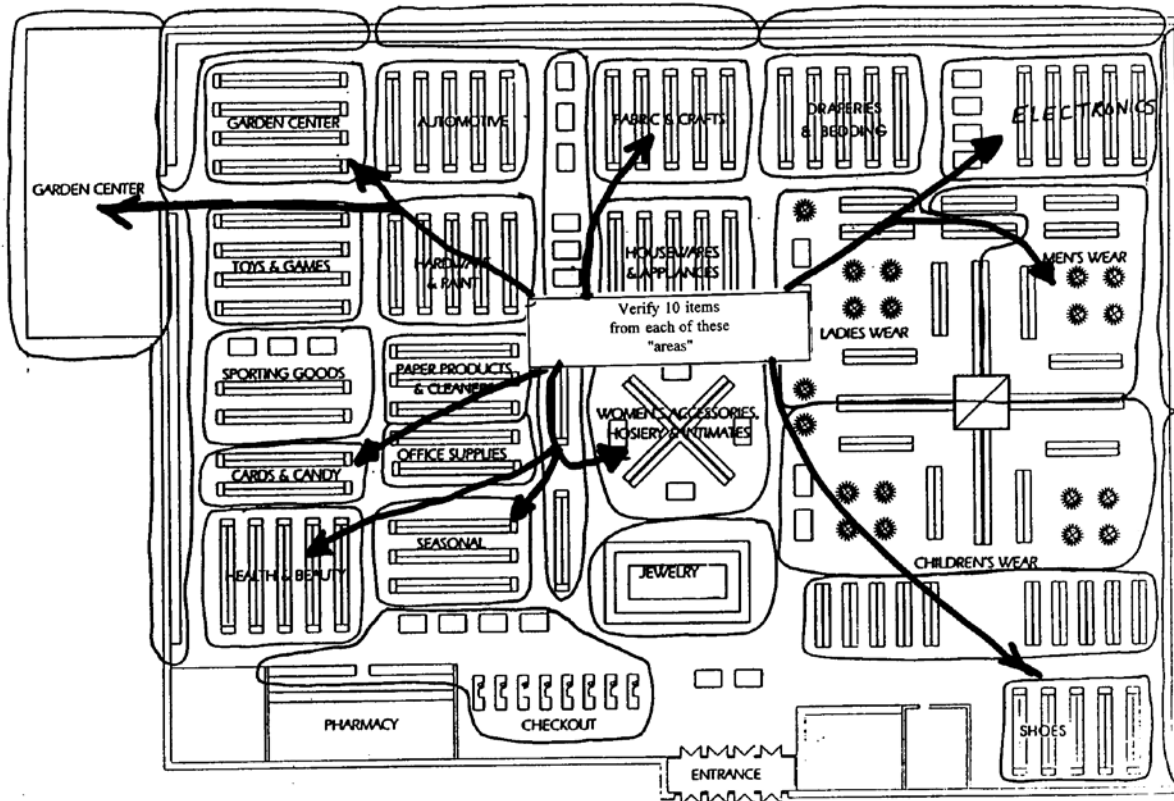 GARDEN CENTER
AUTOMOTIVE
FABRIC & CRAFTS
DRAPERIES
& BEDDING
ELECTRONICS
GARDEN CENTER
TOYS & GAMES
HARDWARE
& PAINT
HOUSEWARES
& APPLIANCES
MEN'S WEAR
Verify 10 items
from each of these
"areas"
LADIES WEAR
SPORTING GOODS
PAPER PRODUCTS
& CLEANERS
WOMEN'S ACCESSORIES,
HOSIERY & INTIMATES
OFFICE SUPPLIES
CARDS & CANDY
SEASONAL
HEALTH & BEAUTY
JEWELRY
CHILDREN'S WEAR
PHARMACY
CHECKOUT
SHOES
ENTRANCE